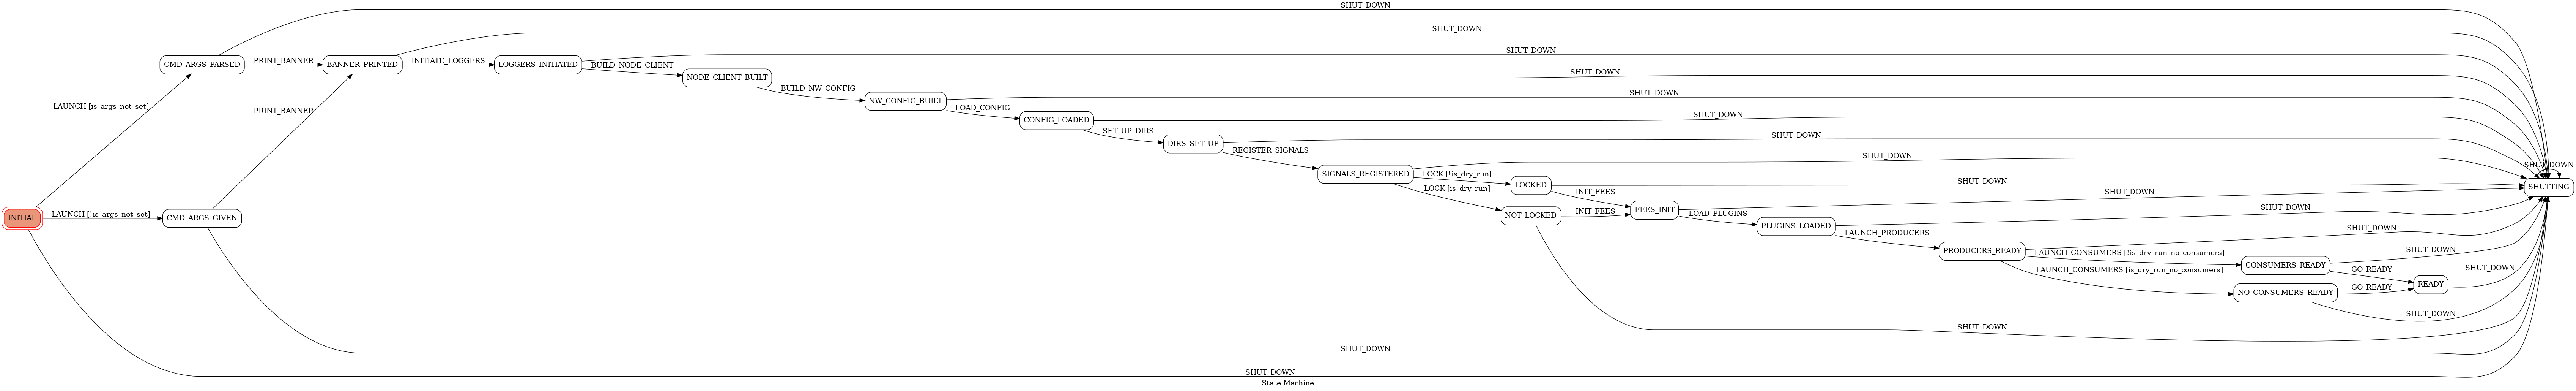 SHUT_DOWN
SHUT_DOWN
SHUT_DOWN
CMD_ARGS_PARSED
PRINT_BANNER
BANNER_PRINTED
INITIATE_LOGGERS
LOGGERS_INITIATED
BUILD_NODE_CLIENT
NODE_CLIENT_BUILT
SHUT_DOWN
BUILD_NW_CONFIG
NW_CONFIG_BUILT
SHUT_DOWN
LAUNCH [is_args_not_set]
PRINT_BANNER
LOAD_CONFIG
CONFIG_LOADED
SHUT_DOWN
SET_UP_DIRS
DIRS_SET_UP
SHUT_DOWN
REGISTER_SIGNALS
SIGNALS_REGISTERED
SHUT_DOWN
SHUT_DOWN
LOCK [!is_dry_run]
LOCKED
SHUT_DOWN
SHUTTING
LOCK [is_dry_run]
INIT_FEES
SHUT_DOWN
NOT_LOCKED
INIT_FEES
FEES_INIT
LOAD_PLUGINS
SHUT_DOWN
INITIAL
LAUNCH [!is_args_not_set]
CMD_ARGS_GIVEN
PLUGINS_LOADED
LAUNCH_PRODUCERS
SHUT_DOWN
PRODUCERS_READY
LAUNCH_CONSUMERS [!is_dry_run_no_consumers]
SHUT_DOWN
CONSUMERS_READY
LAUNCH_CONSUMERS [is_dry_run_no_consumers]
GO_READY
SHUT_DOWN
NO_CONSUMERS_READY
GO_READY
READY
SHUT_DOWN
SHUT_DOWN
SHUT_DOWN
SHUT_DOWN
State Machine